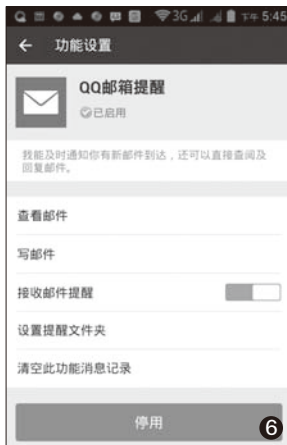 3G 下午 5:45
功能设置
QQ邮箱提醒
已启用
我能及时通知你有新邮件到达，还可以直接查阅及
回复邮件。
查看邮件
写邮件
接收邮件提醒
设置提醒文件夹
清空此功能消息记录
停用
6